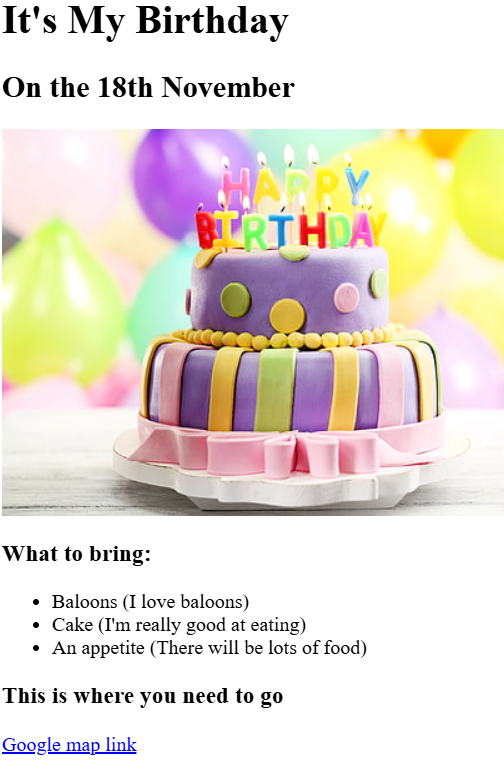 It's My Birthday
On the 18th November
HAPPY
BIRTHDAY
What to bring:
Baloons (I love baloons)
Cake (I'm really good at eating)
An appetite (There will be lots of food)
This is where you need to go
Google map link